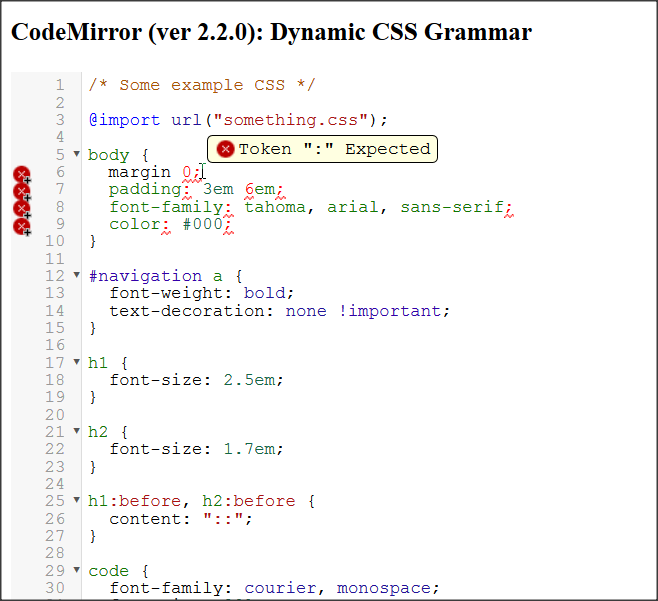 CodeMirror (ver 2.2.0): Dynamic CSS Grammar
1 /* Some example CSS */
2
3 @import url("something.css");
4
Token ":" Expected
5 body {
6 margin 0;
7 padding: 3em 6em;
8 font-family: tahoma, arial, sans-serif;
9 color: #000;
10 }
11
12 #navigation a {
13 font-weight: bold;
14 text-decoration: none !important;
15 }
16
17 h1 {
18 font-size: 2.5em;
19 }
20
21 h2 {
22 font-size: 1.7em;
23 }
24
25 h1:before, h2:before {
26 content: "::";
27 }
28
29 code {
30 font-family: courier, monospace;